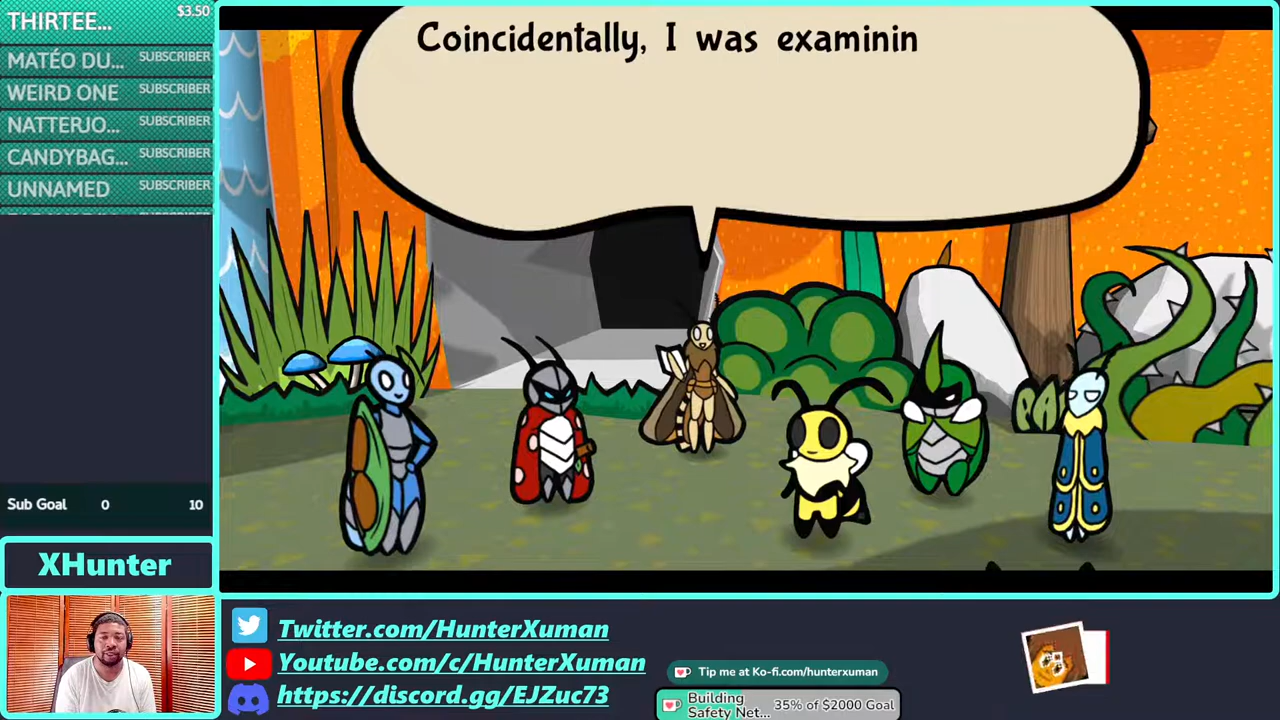 THIRTEE...
$3.50
MATÉO DU...
SUBSCRIBER
WEIRD ONE
SUBSCRIBER
NATTERJO...
SUBSCRIBER
CANDYBAG...
SUBSCRIBER
UNNAMED
SUBSCRIBER
Sub Goal 0 10
XHunter
Coincidentally, I was examinin
Twitter.com/HunterXuman
Youtube.com/c/HunterXuman
https://discord.gg/EJZuc73
Tip me at Ko-fi.com/hunterxuman
Building
Safety Net...
35% of $2000 Goal